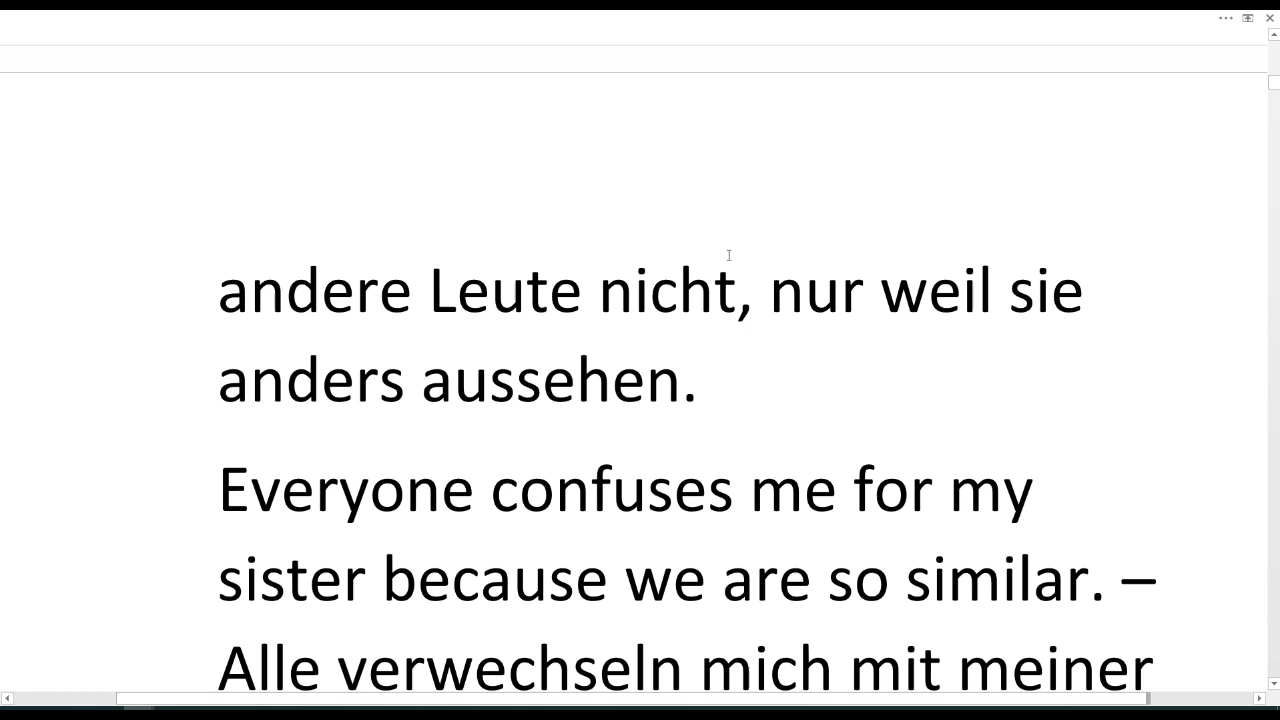 andere Leute nicht, nur weil sie
anders aussehen.
Everyone confuses me for my
sister because we are so similar. –
Alle verwechseln mich mit meiner